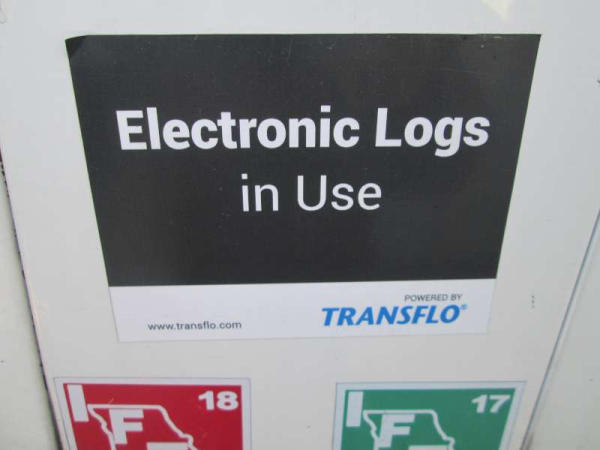 Electronic Logs
in Use
POWERED BY
www.transflo.com TRANSFLO®
18
17
I
I
F
F